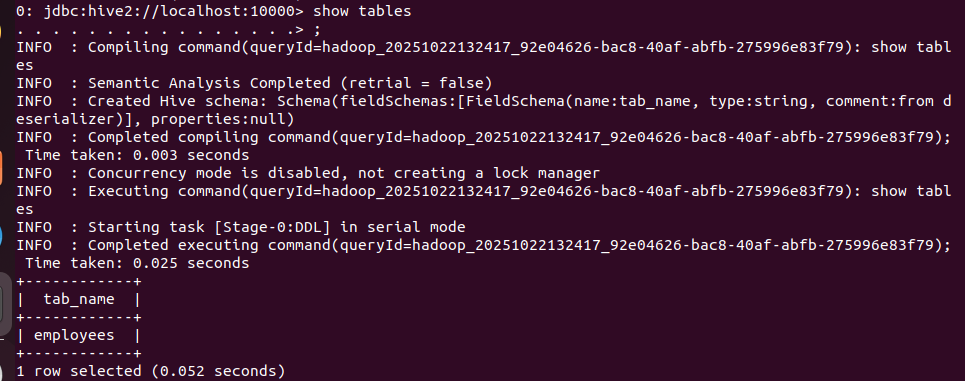 0: jdbc:hive2://localhost:10000> show tables
. . . . . . . . . . . . . . . .> ;
INFO  : Compiling command(queryId=hadoop_20251022132417_92e04626-bac8-40af-abfb-275996e83f79): show tabl
es
INFO  : Semantic Analysis Completed (retrial = false)
INFO  : Created Hive schema: Schema(fieldSchemas:[FieldSchema(name:tab_name, type:string, comment:from d
eserializer)], properties:null)
INFO  : Completed compiling command(queryId=hadoop_20251022132417_92e04626-bac8-40af-abfb-275996e83f79);
 Time taken: 0.003 seconds
INFO  : Concurrency mode is disabled, not creating a lock manager
INFO  : Executing command(queryId=hadoop_20251022132417_92e04626-bac8-40af-abfb-275996e83f79): show tabl
es
INFO  : Starting task [Stage-0:DDL] in serial mode
INFO  : Completed executing command(queryId=hadoop_20251022132417_92e04626-bac8-40af-abfb-275996e83f79);
 Time taken: 0.025 seconds
+------------+
|  tab_name  |
+------------+
| employees  |
+------------+
1 row selected (0.052 seconds)